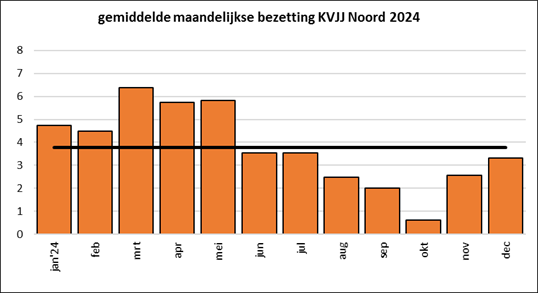 gemiddelde maandelijkse bezetting KVJJ Noord 2024
8
7
6
5
4
3
2
1
0
jan'24
feb
mrt
apr
mei
jun
jul
aug
sep
okt
nov
dec